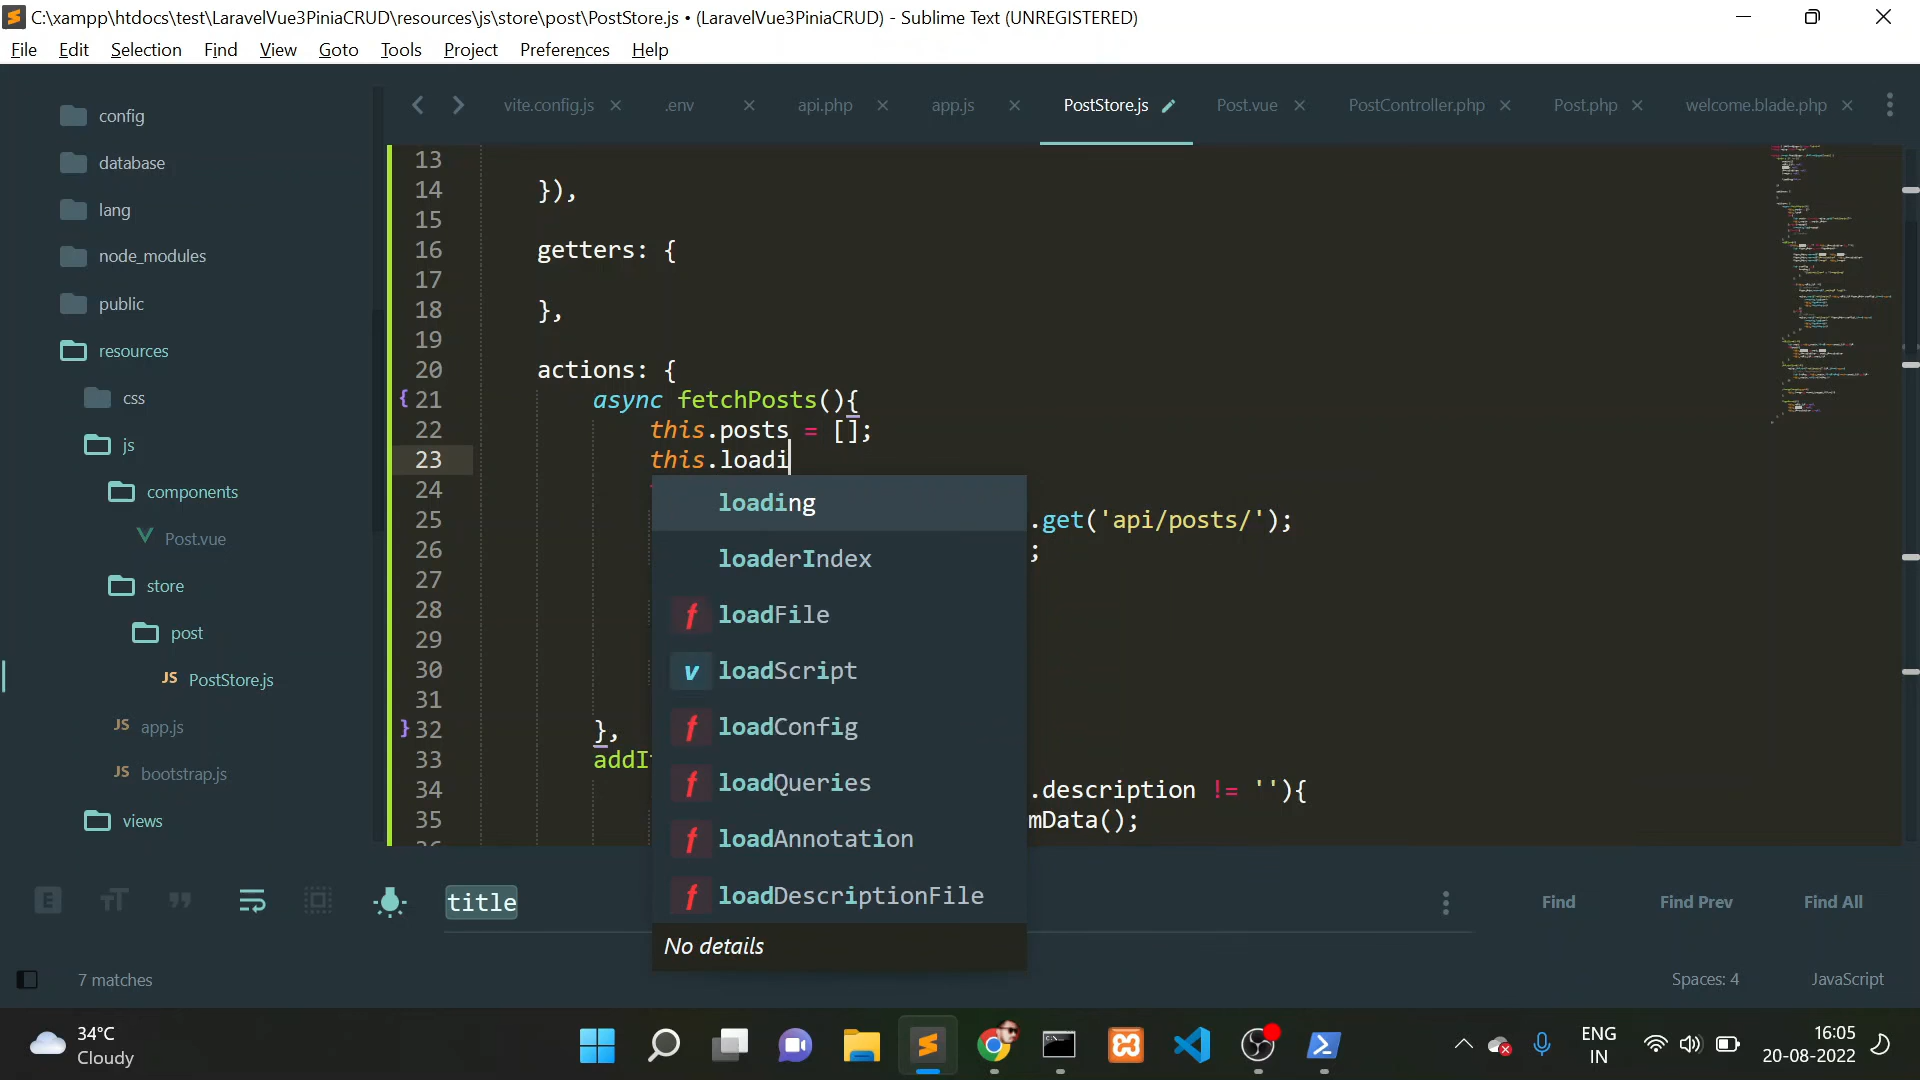 C:\xampp\htdocs\test\LaravelVue3PiniaCRUD\resources\js\store\post\PostStore.js • (LaravelVue3PiniaCRUD) - Sublime Text (UNREGISTERED)
File Edit Selection Find View Goto Tools Project Preferences Help
config
database
lang
node_modules
public
resources
css
js
components
Post.vue
store
post
JS PostStore.js
JS app.js
JS bootstrap.js
views
vite.config.js .env api.php app.js PostStore.js Post.vue PostController.php Post.php welcome.blade.php
13
14 }),
15
16 getters: {
17
18 },
19
20 actions: {
{ 21 async fetchPosts(){
22 this.posts = [];
23 this.loadi
24
25 .get('api/posts/');
26 ;
27
28
29
30
31
} 32 },
33
34 .description != ''){
35 mData();
loading
loaderIndex
f loadFile
v loadScript
f loadConfig
f loadQueries
f loadAnnotation
f loadDescriptionFile
No details
title
Find Find Prev Find All
7 matches
Spaces: 4 JavaScript
34°C
Cloudy
ENG
IN
16:05
20-08-2022